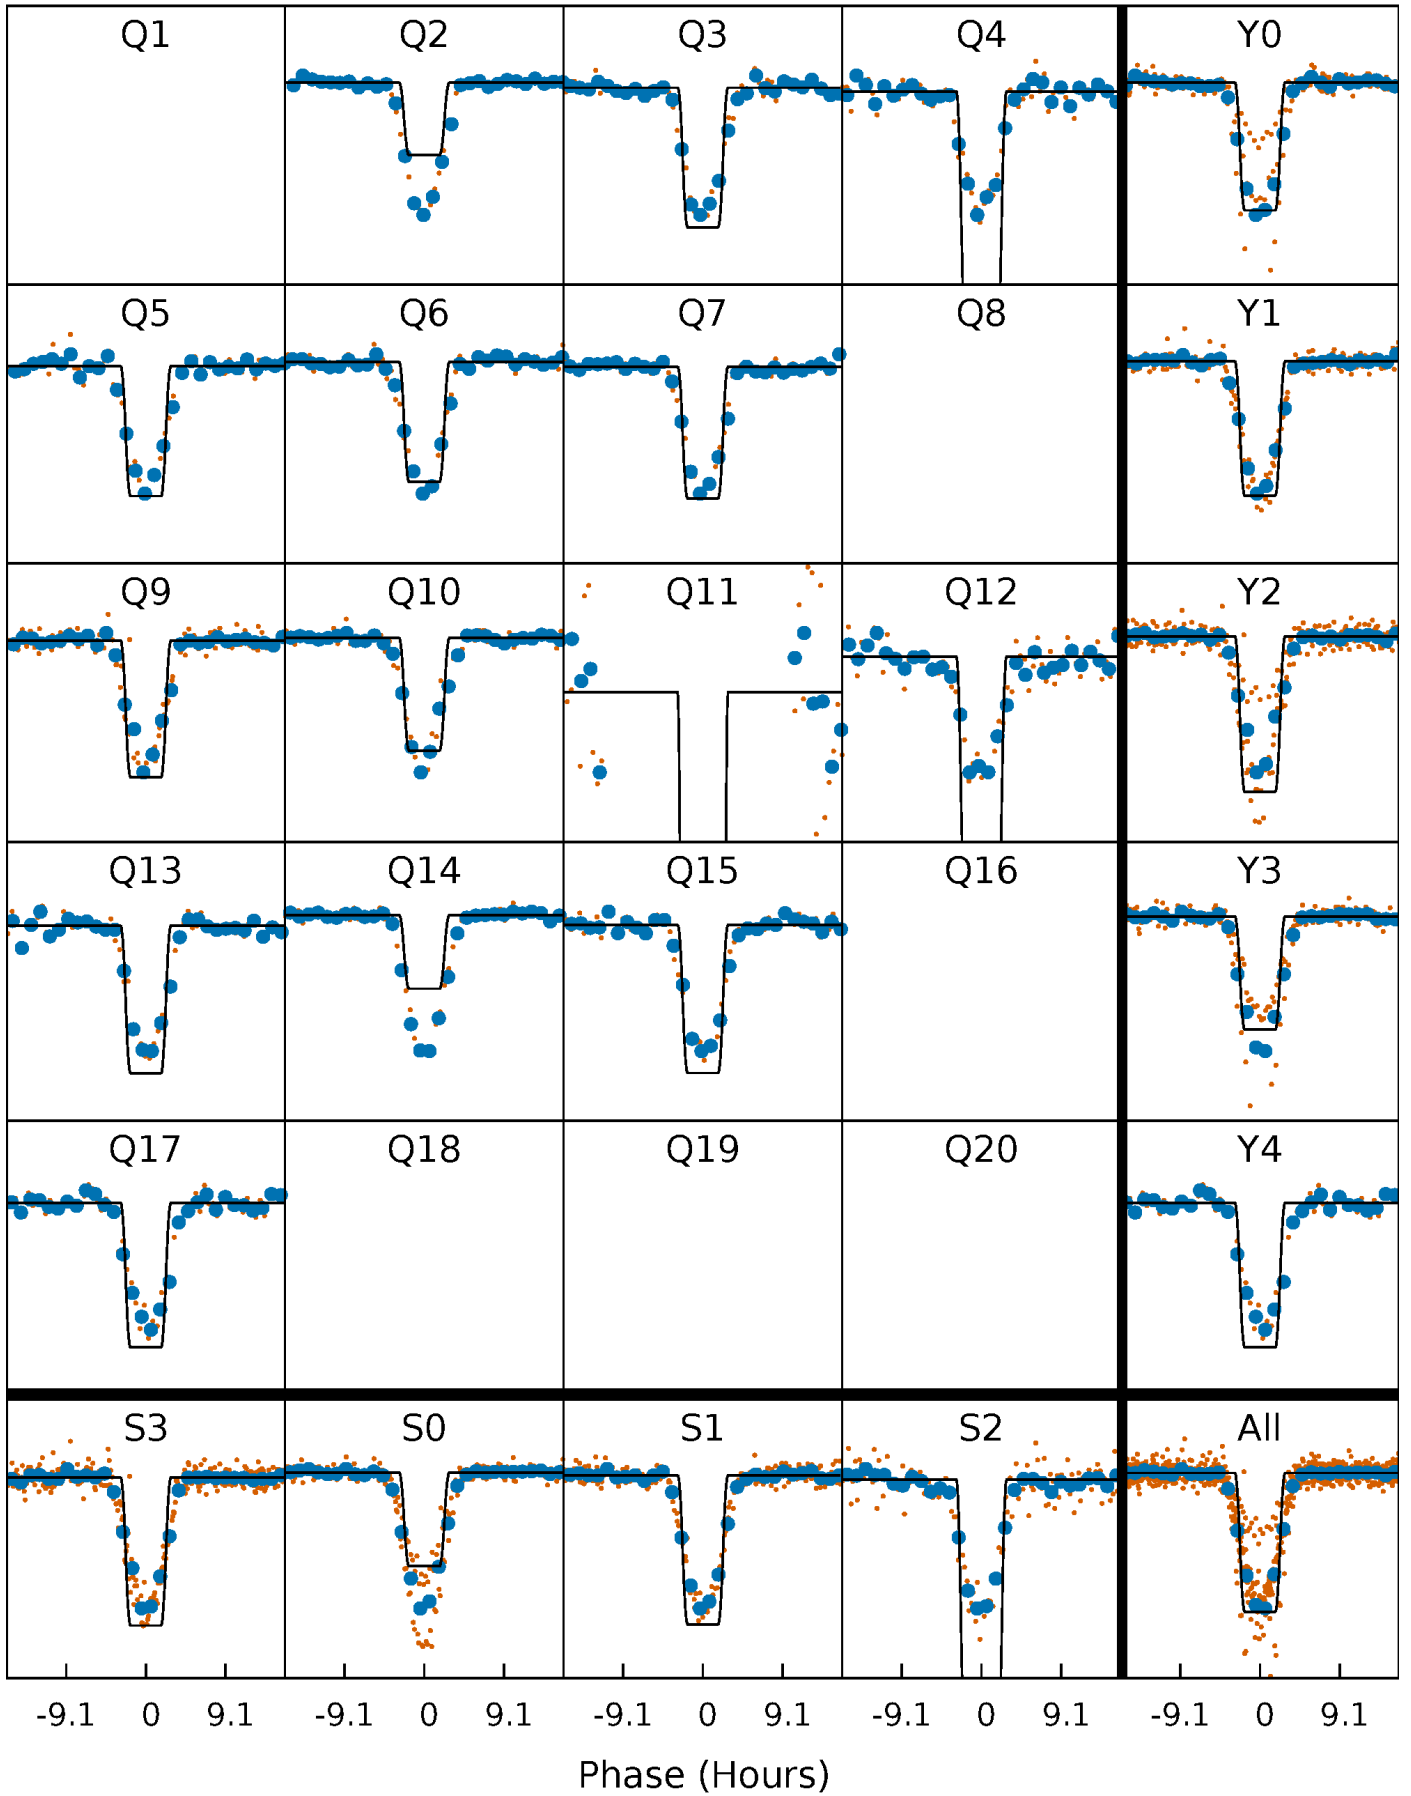 Q1 Q2 Q3 Q4 Y0
Q5 Q6 Q7 Q8 Y1
Q9 Q10 Q11 Q12 Y2
Q13 Q14 Q15 Q16 Y3
Q17 Q18 Q19 Q20 Y4
S3 S0 S1 S2 All
-9.1 0 9.1 -9.1 0 9.1 -9.1 0 9.1 -9.1 0 9.1 -9.1 0 9.1
Phase (Hours)